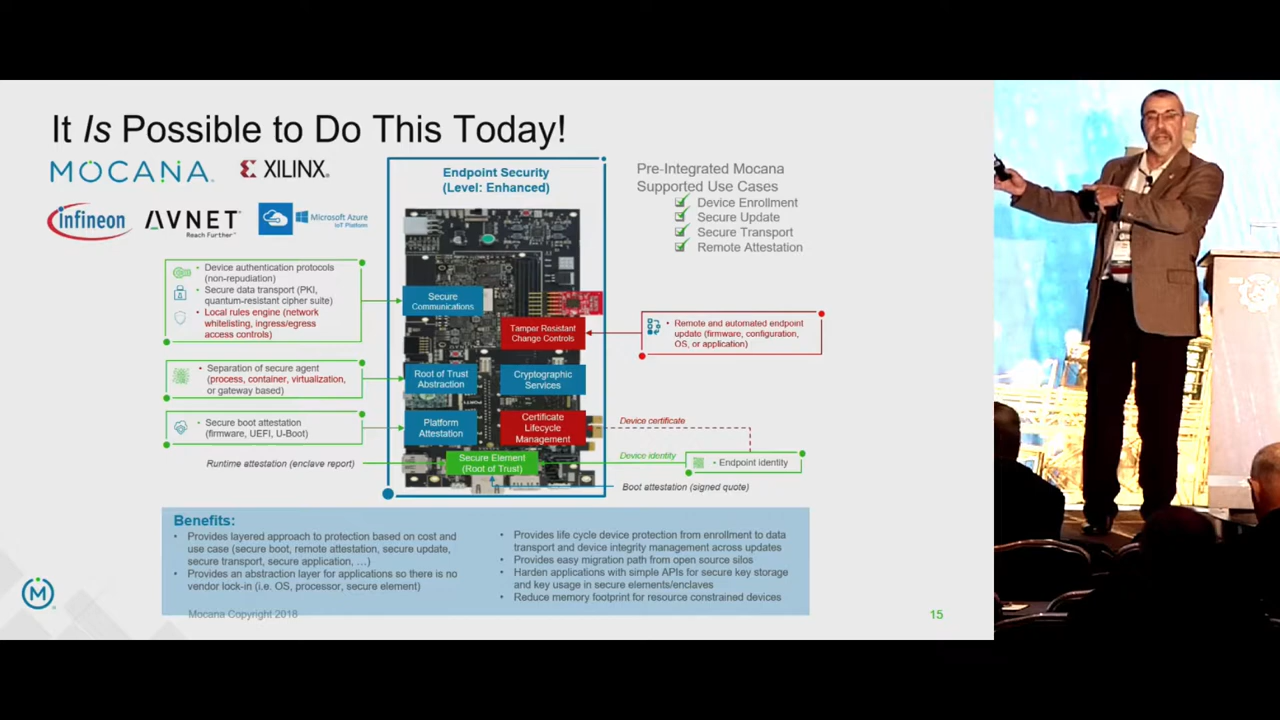 It Is Possible to Do This Today!
MOCANA
XILINX
infineon
AVNET
Reach Further™
Microsoft Azure
IoT Platform
Endpoint Security
(Level: Enhanced)
Pre-Integrated Mocana
Supported Use Cases
Device Enrollment
Secure Update
Secure Transport
Remote Attestation
• Device authentication protocols
(non-repudiation)
• Secure data transport (PKI,
quantum-resistant cipher suite)
• Local rules engine (network
whitelisting, ingress/egress
access controls)
• Separation of secure agent
(process, container, virtualization,
or gateway based)
• Secure boot attestation
(firmware, UEFI, U-Boot)
Runtime attestation (enclave report)
Secure
Communications
Tamper Resistant
Change Controls
Root of Trust
Abstraction
Cryptographic
Services
Platform
Attestation
Certificate
Lifecycle
Management
Secure Element
(Root of Trust)
• Remote and automated endpoint
update (firmware, configuration,
OS, or application)
Device certificate
Device identity
• Endpoint identity
Boot attestation (signed quote)
Benefits:
• Provides layered approach to protection based on cost and
use case (secure boot, remote attestation, secure update,
secure transport, secure application, ...)
• Provides an abstraction layer for applications so there is no
vendor lock-in (i.e. OS, processor, secure element)
• Provides life cycle device protection from enrollment to data
transport and device integrity management across updates
• Provides easy migration path from open source silos
• Harden applications with simple APIs for secure key storage
and key usage in secure elements/enclaves
• Reduce memory footprint for resource constrained devices
Mocana Copyright 2018
15